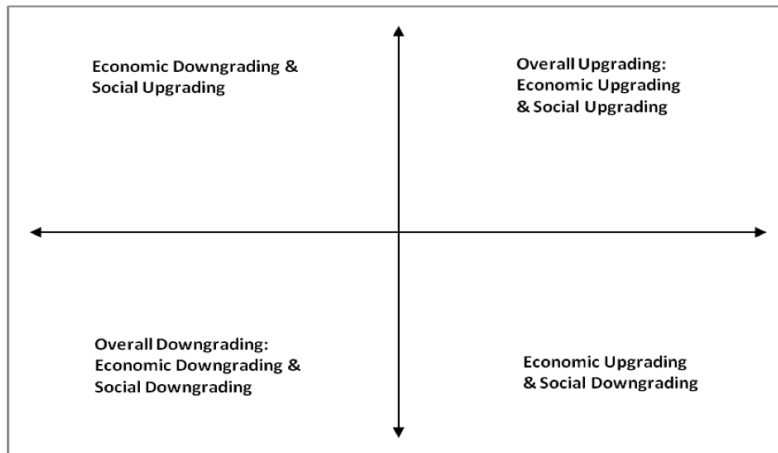 Economic Downgrading &
Social Upgrading
Overall Upgrading:
Economic Upgrading
& Social Upgrading
Overall Downgrading:
Economic Downgrading &
Social Downgrading
Economic Upgrading
& Social Downgrading